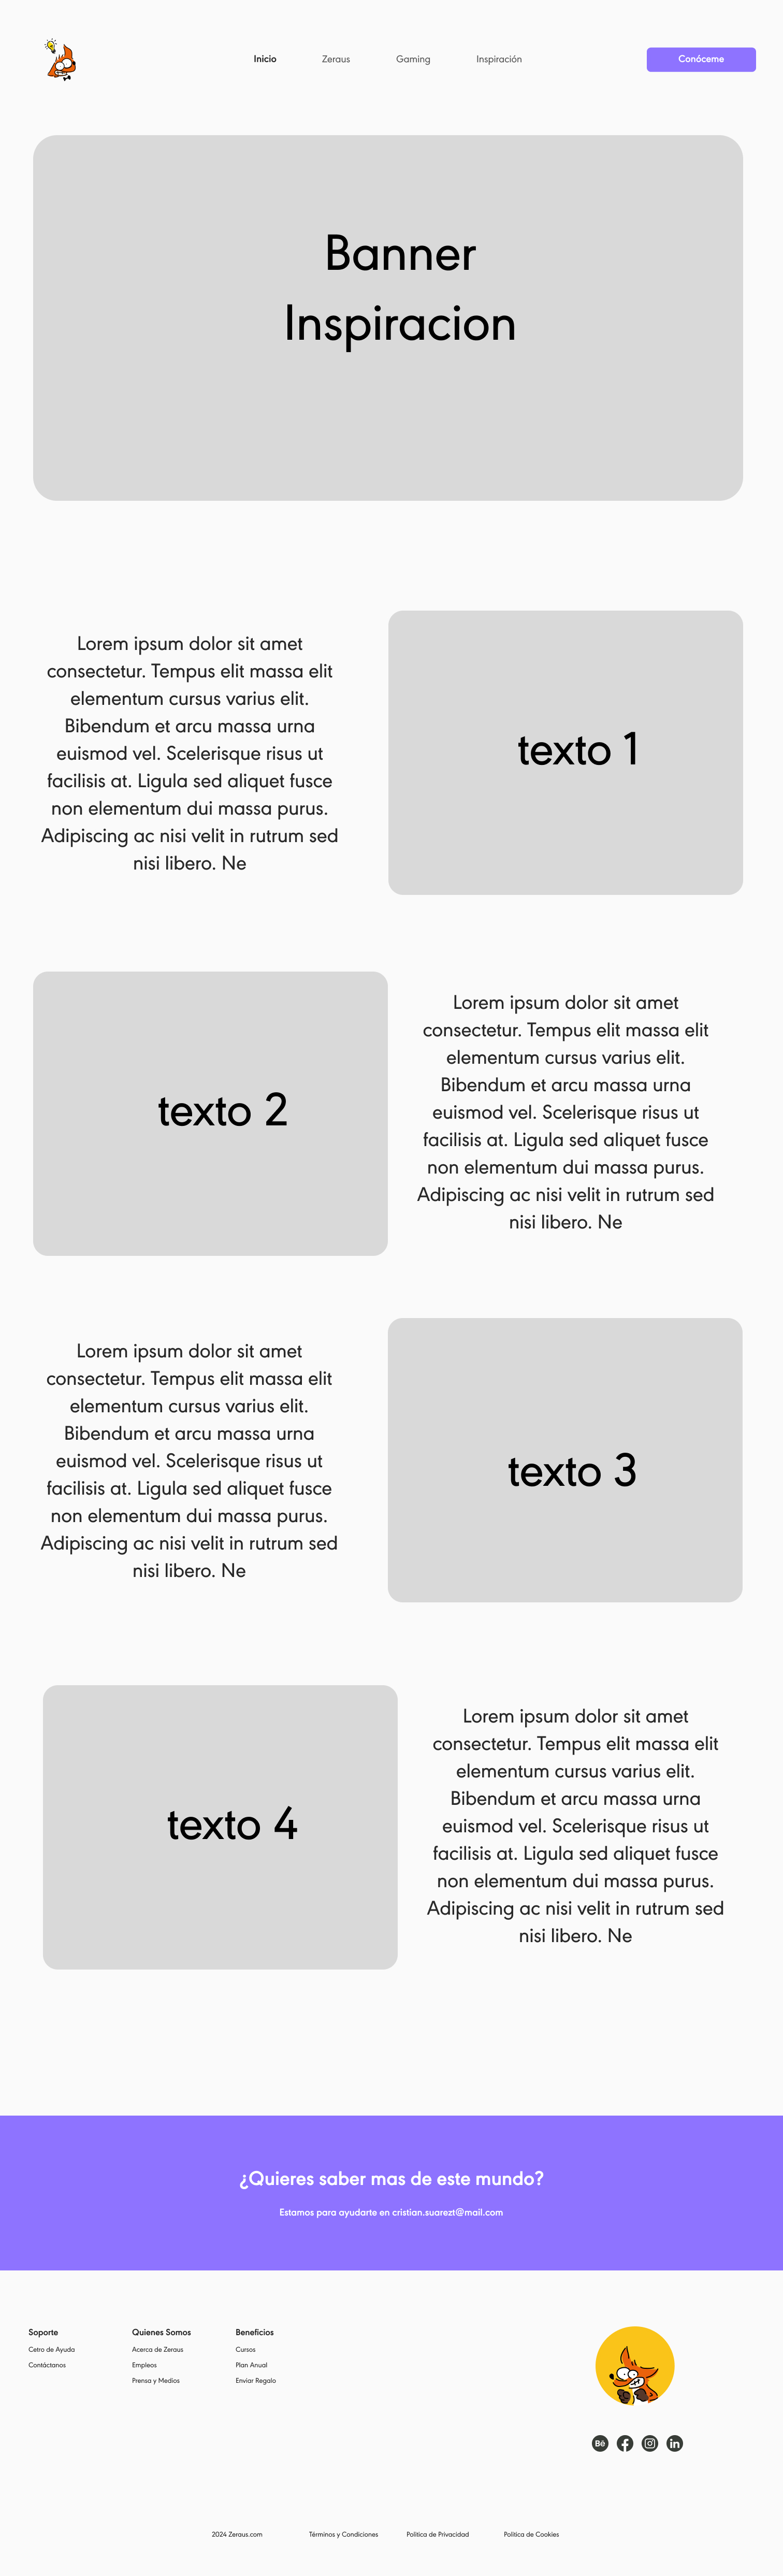 Inicio
Zeraus
Gaming
Inspiración
Conóceme
Banner
Inspiracion
Lorem ipsum dolor sit amet
consectetur. Tempus elit massa elit
elementum cursus varius elit.
Bibendum et arcu massa urna
euismod vel. Scelerisque risus ut
facilisis at. Ligula sed aliquet fusce
non elementum dui massa purus.
Adipiscing ac nisi velit in rutrum sed
nisi libero. Ne
texto 1
texto 2
Lorem ipsum dolor sit amet
consectetur. Tempus elit massa elit
elementum cursus varius elit.
Bibendum et arcu massa urna
euismod vel. Scelerisque risus ut
facilisis at. Ligula sed aliquet fusce
non elementum dui massa purus.
Adipiscing ac nisi velit in rutrum sed
nisi libero. Ne
Lorem ipsum dolor sit amet
consectetur. Tempus elit massa elit
elementum cursus varius elit.
Bibendum et arcu massa urna
euismod vel. Scelerisque risus ut
facilisis at. Ligula sed aliquet fusce
non elementum dui massa purus.
Adipiscing ac nisi velit in rutrum sed
nisi libero. Ne
texto 3
texto 4
Lorem ipsum dolor sit amet
consectetur. Tempus elit massa elit
elementum cursus varius elit.
Bibendum et arcu massa urna
euismod vel. Scelerisque risus ut
facilisis at. Ligula sed aliquet fusce
non elementum dui massa purus.
Adipiscing ac nisi velit in rutrum sed
nisi libero. Ne
¿Quieres saber mas de este mundo?
Estamos para ayudarte en cristian.suarezt@mail.com
Soporte
Cetro de Ayuda
Contáctanos
Quienes Somos
Acerca de Zeraus
Empleos
Prensa y Medios
Beneficios
Cursos
Plan Anual
Enviar Regalo
Bē
f
in
2024 Zeraus.com
Términos y Condiciones
Politica de Privacidad
Politica de Cookies